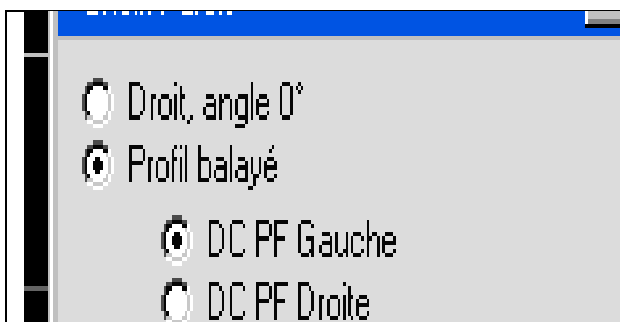 Droit, angle 0°
Profil balayé
DC PF Gauche
DC PF Droite